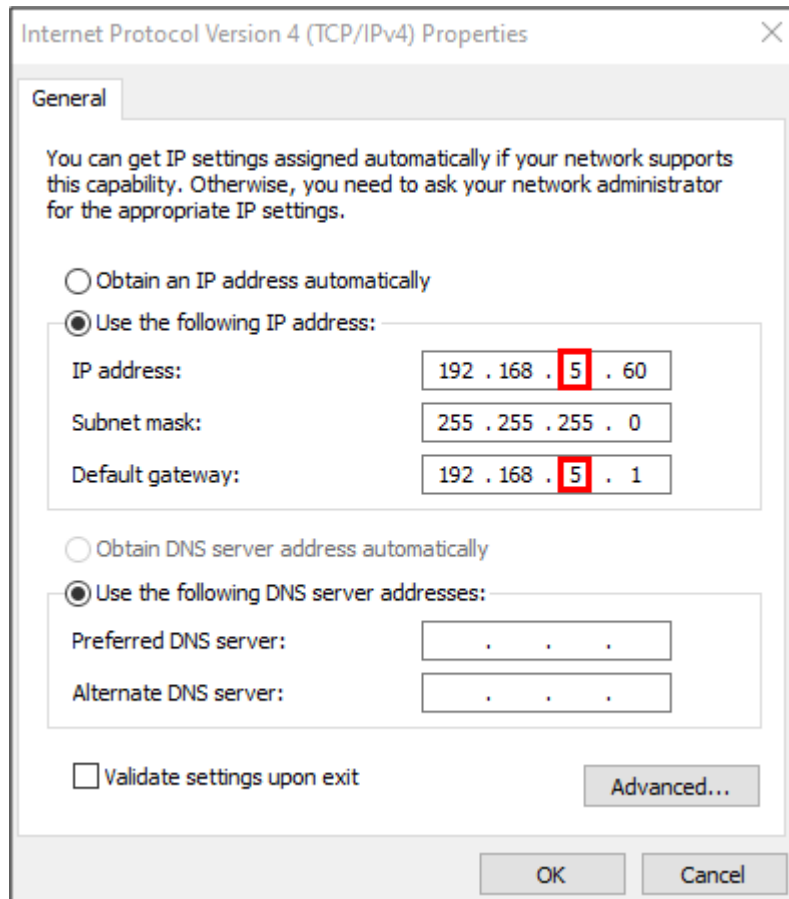 Internet Protocol Version 4 (TCP/IPv4) Properties
General
You can get IP settings assigned automatically if your network supports
this capability. Otherwise, you need to ask your network administrator
for the appropriate IP settings.
Obtain an IP address automatically
Use the following IP address:
IP address: 192 . 168 . 5 . 60
Subnet mask: 255 . 255 . 255 . 0
Default gateway: 192 . 168 . 5 . 1
Obtain DNS server address automatically
Use the following DNS server addresses:
Preferred DNS server: . . .
Alternate DNS server: . . .
Validate settings upon exit
Advanced...
OK Cancel